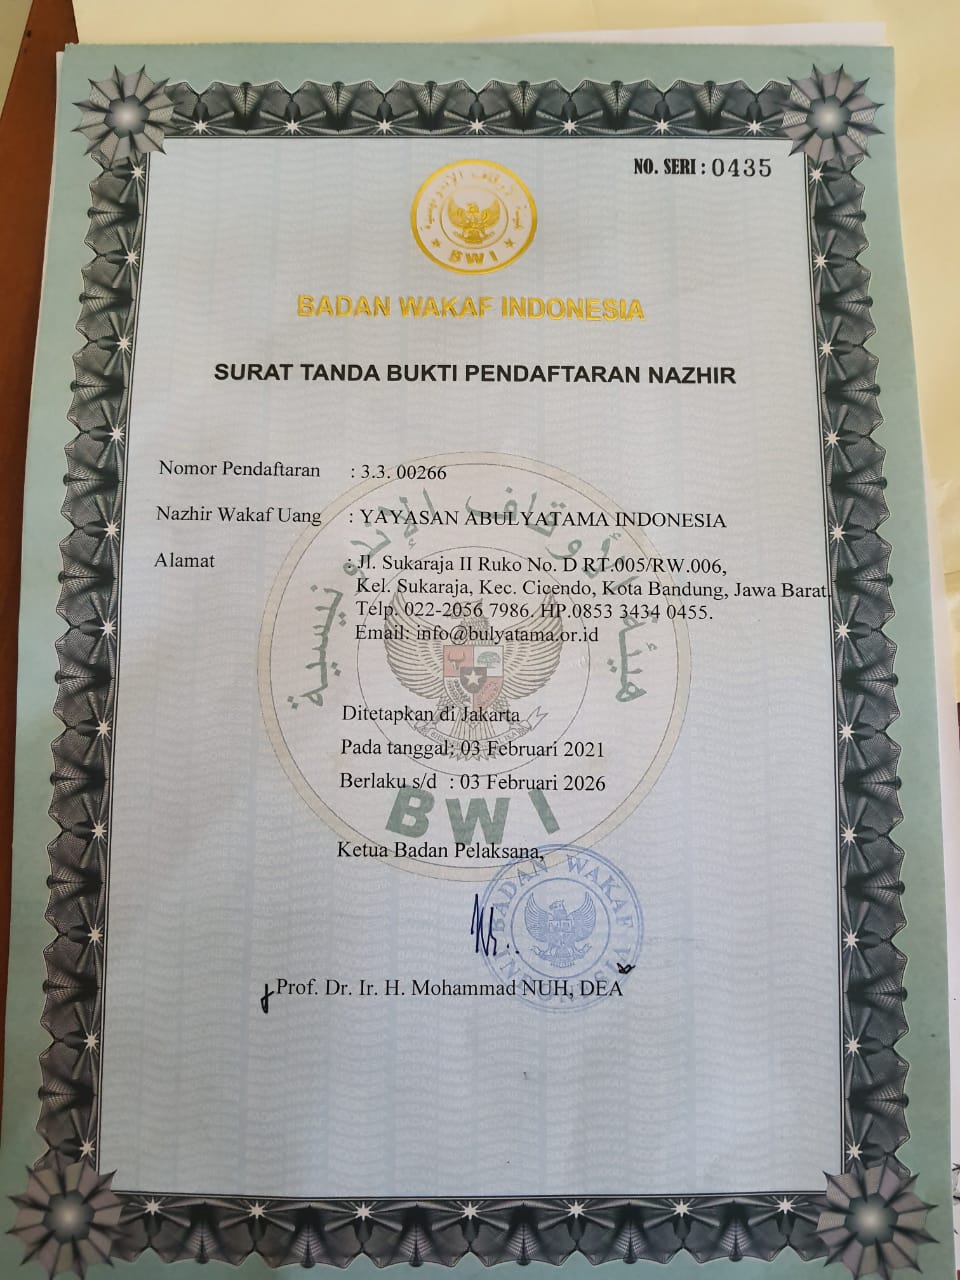 NO. SERI : 0435
BWI
BADAN WAKAF INDONESIA
SURAT TANDA BUKTI PENDAFTARAN NAZHIR
Nomor Pendaftaran : 3.3. 00266
Nazhir Wakaf Uang : YAYASAN ABULYATAMA INDONESIA
Alamat : Jl. Sukaraja II Ruko No. D RT.005/RW.006,
Kel. Sukaraja, Kec. Cicendo, Kota Bandung, Jawa Barat.
Telp. 022-2056 7986. HP.0853 3434 0455.
Email: info@bulyatama.or.id
Ditetapkan di Jakarta
Pada tanggal: 03 Februari 2021
Berlaku s/d : 03 Februari 2026
BWI
Ketua Badan Pelaksana,
BADAN WAKAF INDONESIA
Prof. Dr. Ir. H. Mohammad NUH, DEA